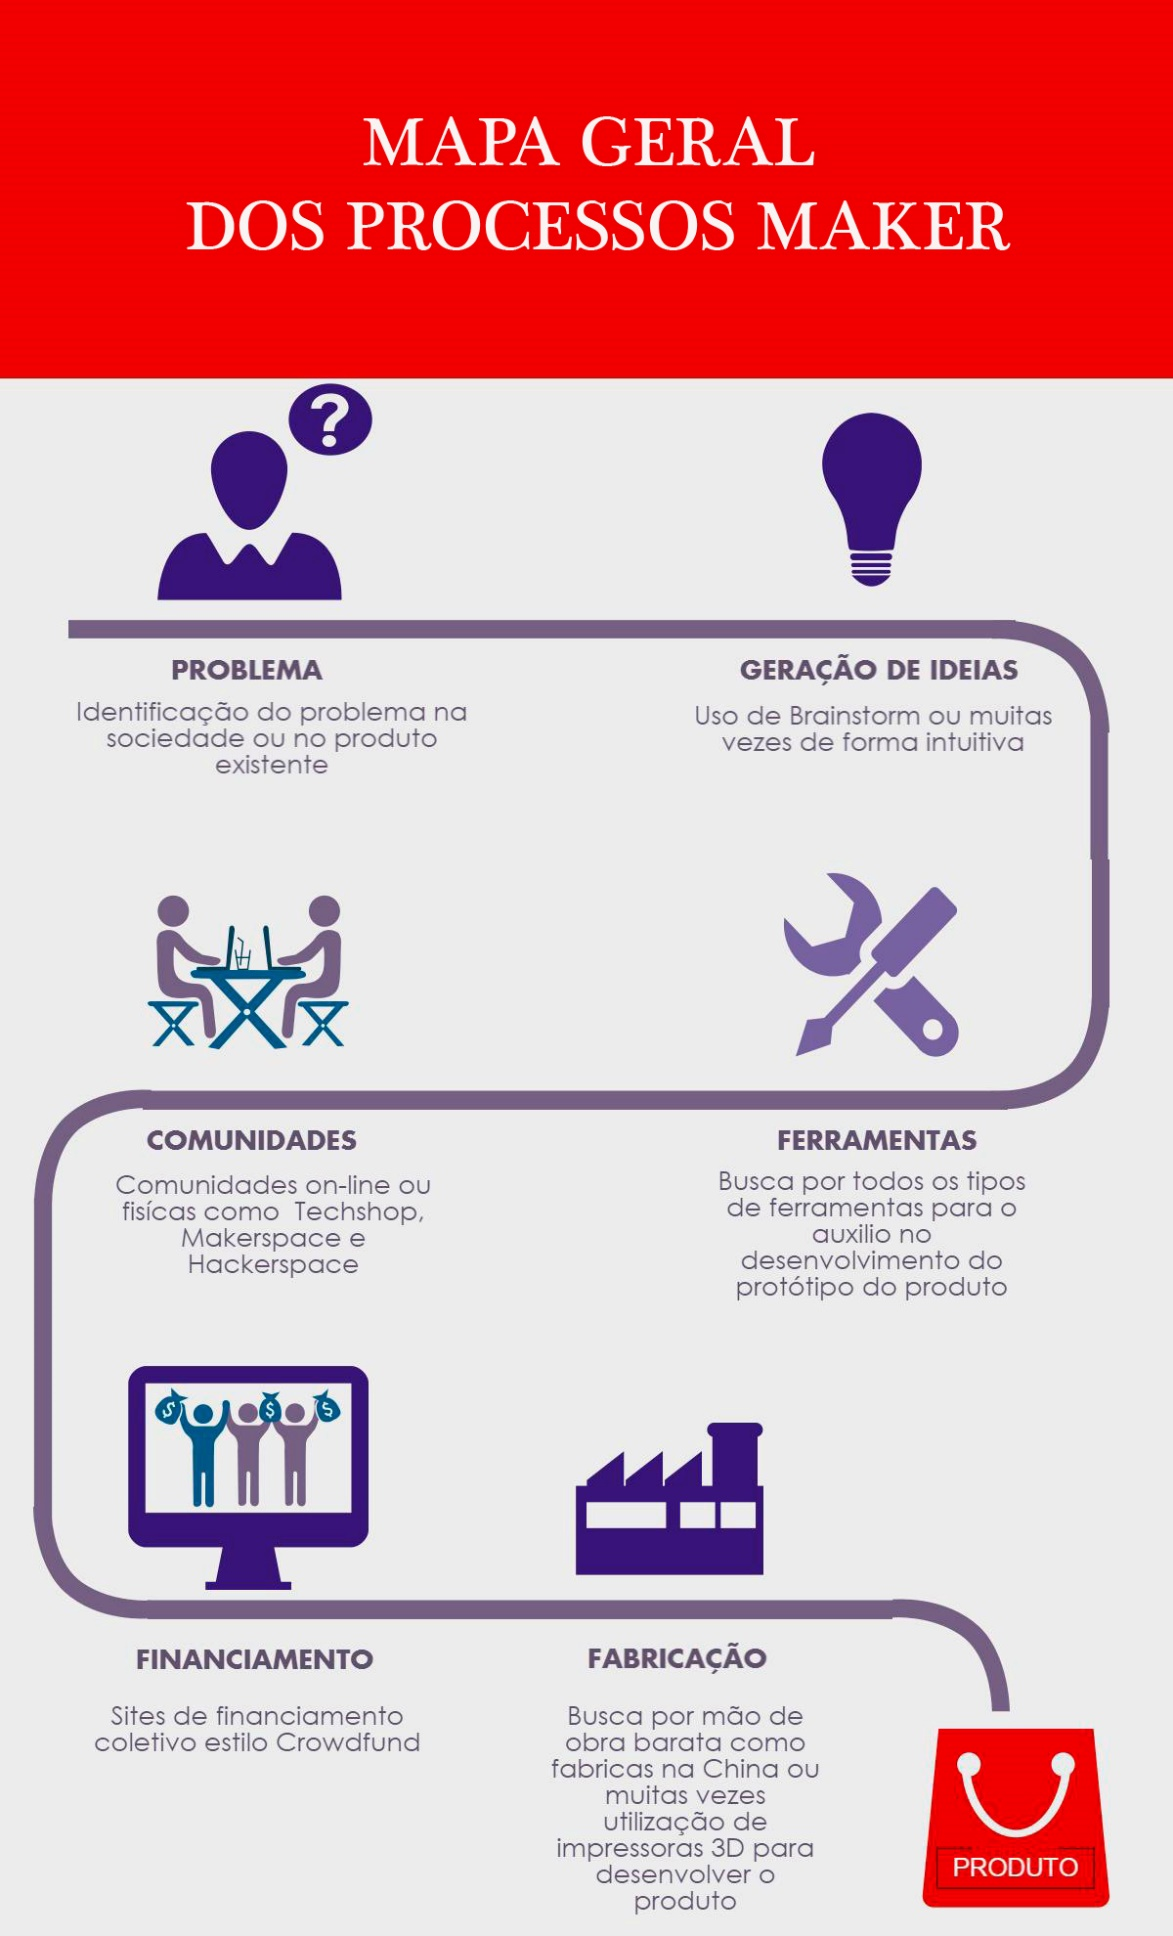 MAPA GERAL
DOS PROCESSOS MAKER
?
PROBLEMA
Identificação do problema na
sociedade ou no produto
existente
GERAÇÃO DE IDEIAS
Uso de Brainstorm ou muitas
vezes de forma intuitiva
COMUNIDADES
Comunidades on-line ou
fisícas como Techshop,
Makerspace e
Hackerspace
FERRAMENTAS
Busca por todos os tipos
de ferramentas para o
auxilio no
desenvolvimento do
protótipo do produto
$ $ $
FINANCIAMENTO
Sites de financiamento
coletivo estilo Crowdfund
FABRICAÇÃO
Busca por mão de
obra barata como
fabricas na China ou
muitas vezes
utilização de
impressoras 3D para
desenvolver o
produto
PRODUTO